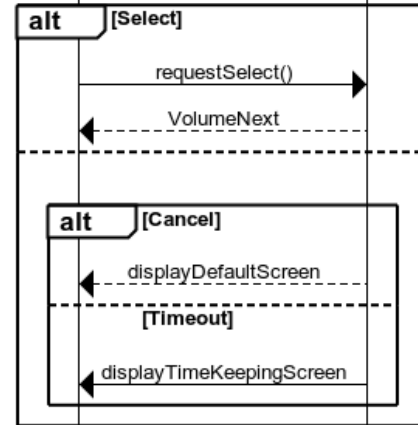 alt [Select]
requestSelect()
VolumeNext
alt [Cancel]
displayDefaultScreen
[Timeout]
displayTimeKeepingScreen